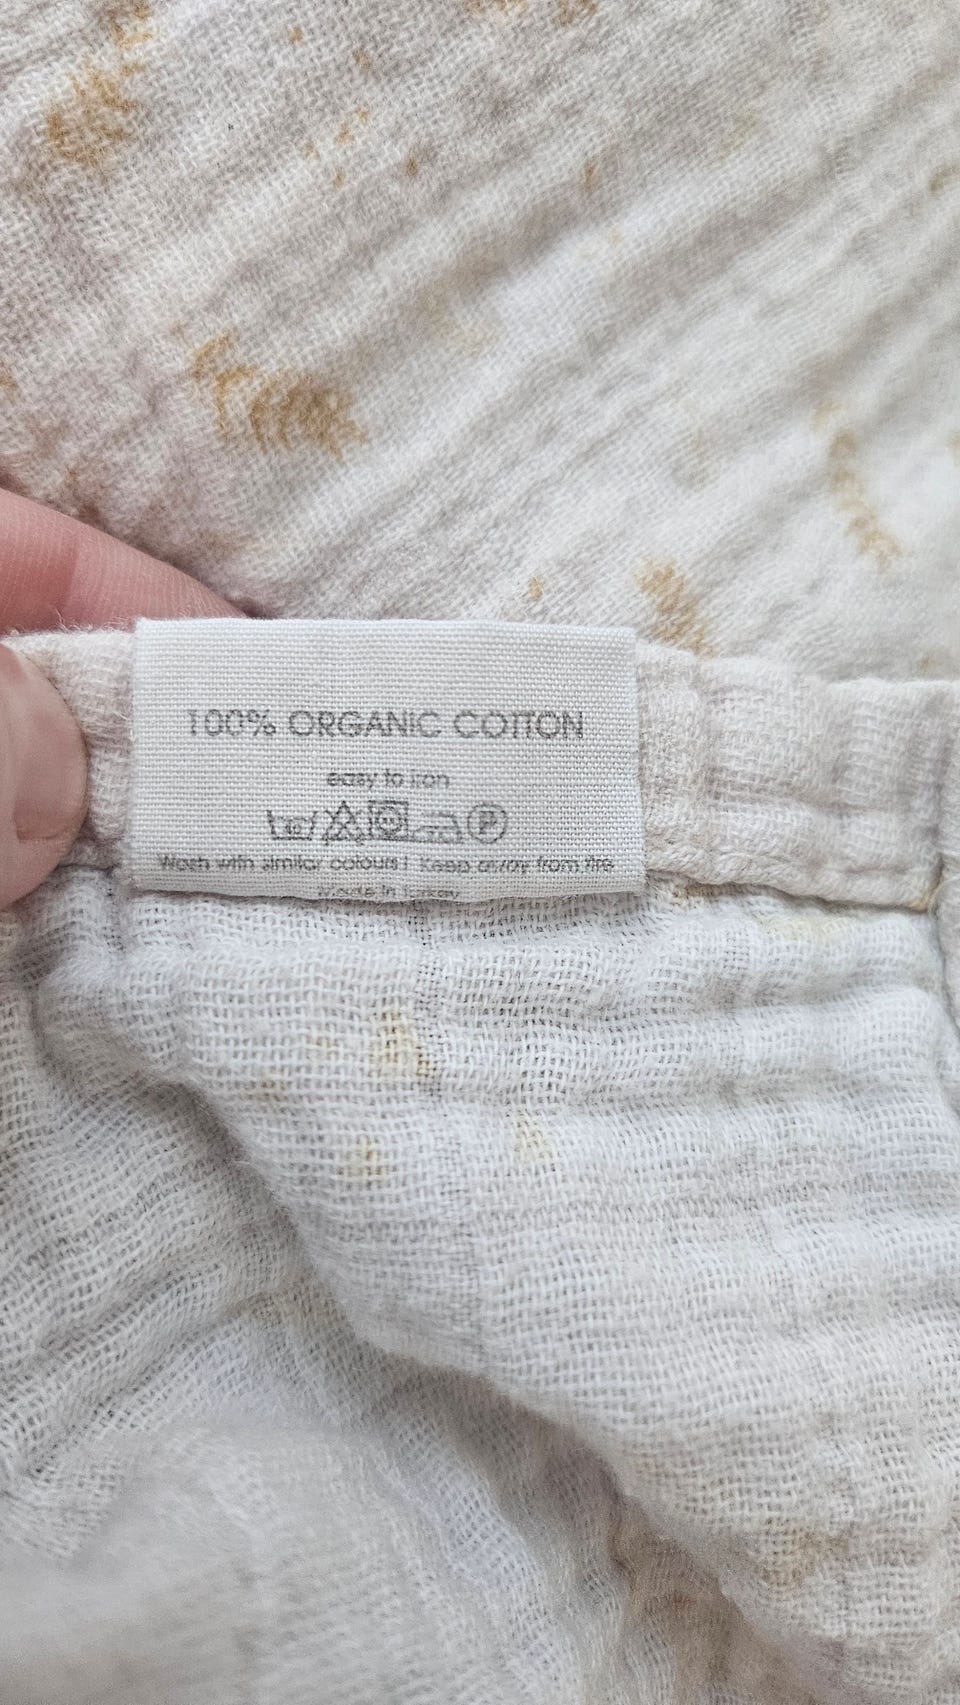 100% ORGANIC COTTON
easy to iron
P
Wash with similar colours! Keep away from fire
Made in Turkey